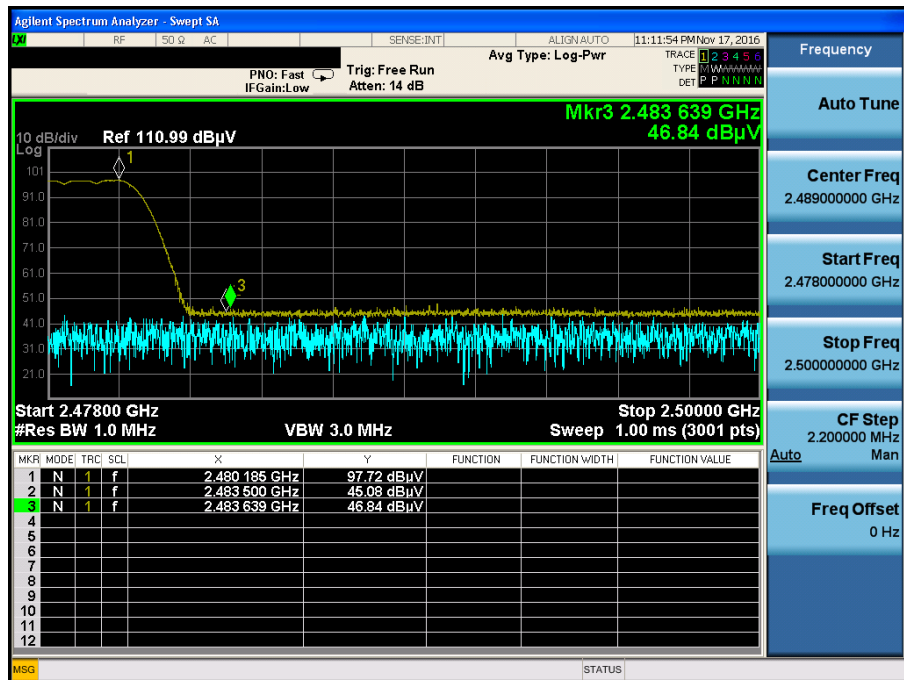 Agilent Spectrum Analyzer - Swept SA
LXI RF 50 Ω AC SENSE:INT ALIGN AUTO 11:11:54 PM Nov 17, 2016
Frequency
Avg Type: Log-Pwr
TRACE 1 2 3 4 5 6
PNO: Fast Trig: Free Run
TYPE M WWWWW
IFGain:Low Atten: 14 dB
DET P P N N N N
Auto Tune
Mkr3 2.483 639 GHz
46.84 dBµV
10 dB/div Ref 110.99 dBµV
Log
1
101
91.0
81.0
71.0
61.0
51.0
41.0
31.0
21.0
3
Center Freq
2.489000000 GHz
Start Freq
2.478000000 GHz
Stop Freq
2.500000000 GHz
Start 2.47800 GHz Stop 2.50000 GHz
#Res BW 1.0 MHz VBW 3.0 MHz Sweep 1.00 ms (3001 pts)
CF Step
2.200000 MHz
Auto Man
Freq Offset
0 Hz
MKR MODE TRC SCL X Y FUNCTION FUNCTION WIDTH FUNCTION VALUE
1 N 1 f 2.480 185 GHz 97.72 dBµV
2 N 1 f 2.483 500 GHz 45.08 dBµV
3 N 1 f 2.483 639 GHz 46.84 dBµV
4
5
6
7
8
9
10
11
12
MSG STATUS